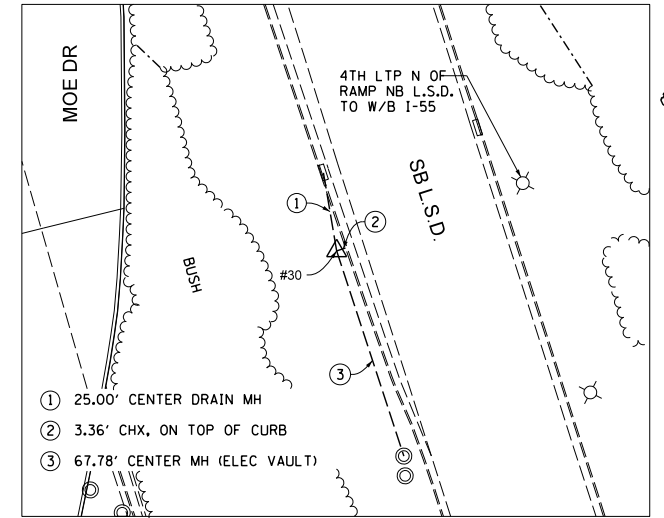 MOE DR
4TH LTP N OF
RAMP NB L.S.D.
TO W/B I-55
SB L.S.D.
1
2
#30
BUSH
3
1 25.00' CENTER DRAIN MH
2 3.36' CHX, ON TOP OF CURB
3 67.78' CENTER MH (ELEC VAULT)